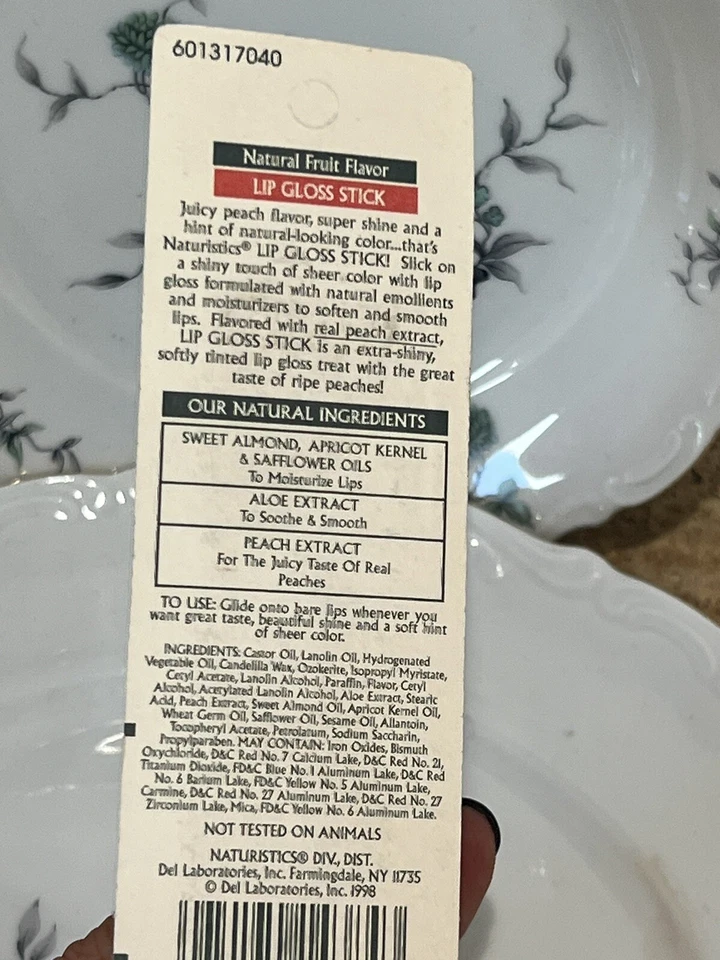 601317040
Natural Fruit Flavor
LIP GLOSS STICK
Juicy peach flavor, super shine and a
hint of natural-looking color...that's
Naturistics® LIP GLOSS STICK! Slick on
a shiny touch of sheer color with lip
gloss formulated with natural emollients
and moisturizers to soften and smooth
lips. Flavored with real peach extract,
LIP GLOSS STICK is an extra-shiny,
softly tinted lip gloss treat with the great
taste of ripe peaches!
OUR NATURAL INGREDIENTS
SWEET ALMOND, APRICOT KERNEL
& SAFFLOWER OILS
To Moisturize Lips
ALOE EXTRACT
To Soothe & Smooth
PEACH EXTRACT
For The Juicy Taste Of Real
Peaches
TO USE: Glide onto bare lips whenever you
want great taste, beautiful shine and a soft hint
of sheer color.
INGREDIENTS: Castor Oil, Lanolin Oil, Hydrogenated
Vegetable Oil, Candelilla Wax, Ozokerite, Isopropyl Myristate,
Cetyl Acetate, Lanolin Alcohol, Paraffin, Flavor, Cetyl
Alcohol, Acetylated Lanolin Alcohol, Aloe Extract, Stearic
Acid, Peach Extract, Sweet Almond Oil, Apricot Kernel Oil,
Wheat Germ Oil, Safflower Oil, Sesame Oil, Allantoin,
Tocopheryl Acetate, Petrolatum, Sodium Saccharin,
Propylparaben. MAY CONTAIN: Iron Oxides, Bismuth
Oxychloride, D&C Red No. 7 Calcium Lake, D&C Red No. 21,
Titanium Dioxide, FD&C Blue No. 1 Aluminum Lake, D&C Red
No. 6 Barium Lake, FD&C Yellow No. 5 Aluminum Lake,
Carmine, D&C Red No. 27 Aluminum Lake, D&C Red No. 27
Zirconium Lake, Mica, FD&C Yellow No. 6 Aluminum Lake.
NOT TESTED ON ANIMALS
NATURISTICS® DIV., DIST.
Del Laboratories, Inc. Farmingdale, NY 11735
© Del Laboratories, Inc. 1998